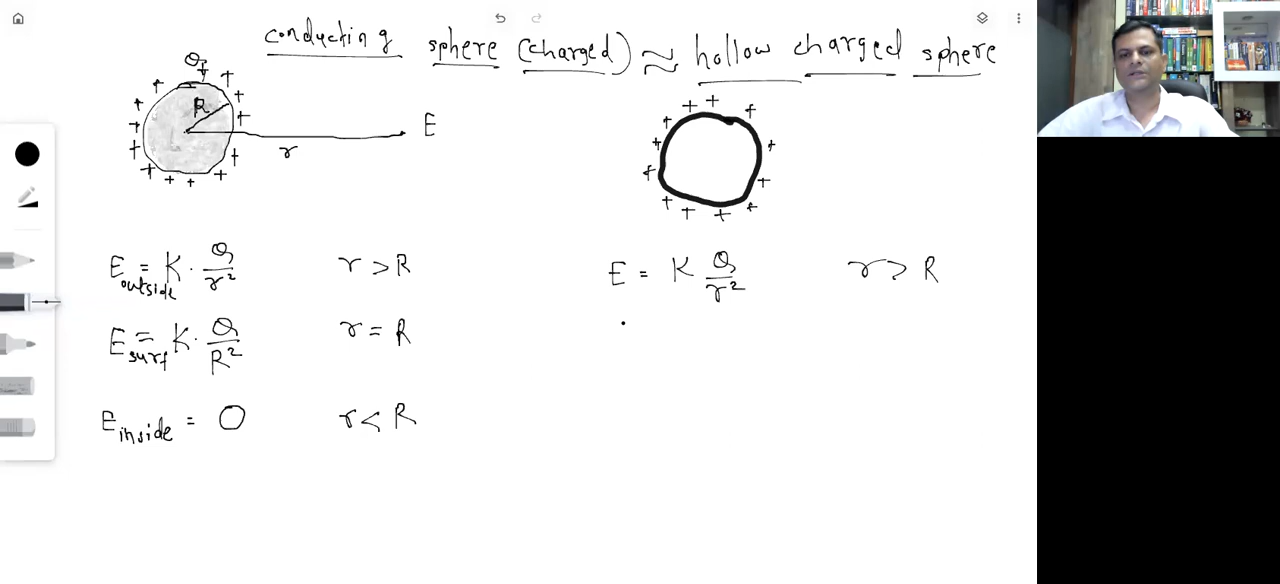 conducting sphere (charged) ≈ hollow charged sphere
Q
R
r
E
E outside = K · Q/r² r > R
E = K Q/r² r > R
E surf = K · Q/R² r = R
E inside = 0 r < R